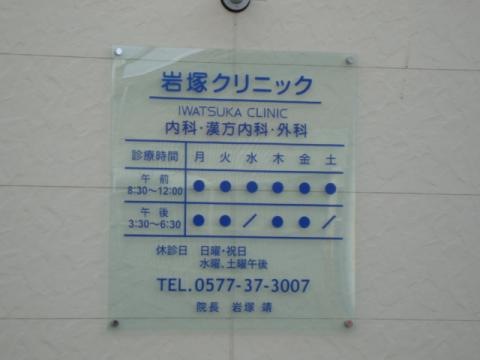 岩塚クリニック
IWATSUKA CLINIC
内科・漢方内科・外科
診療時間 月 火 水 木 金 土
午前 8:30～12:00 ● ● ● ● ● ●
午後 3:30～6:30 ● ● ／ ● ● ／
休診日 日曜・祝日
水曜、土曜午後
TEL.0577-37-3007
院長 岩塚 靖